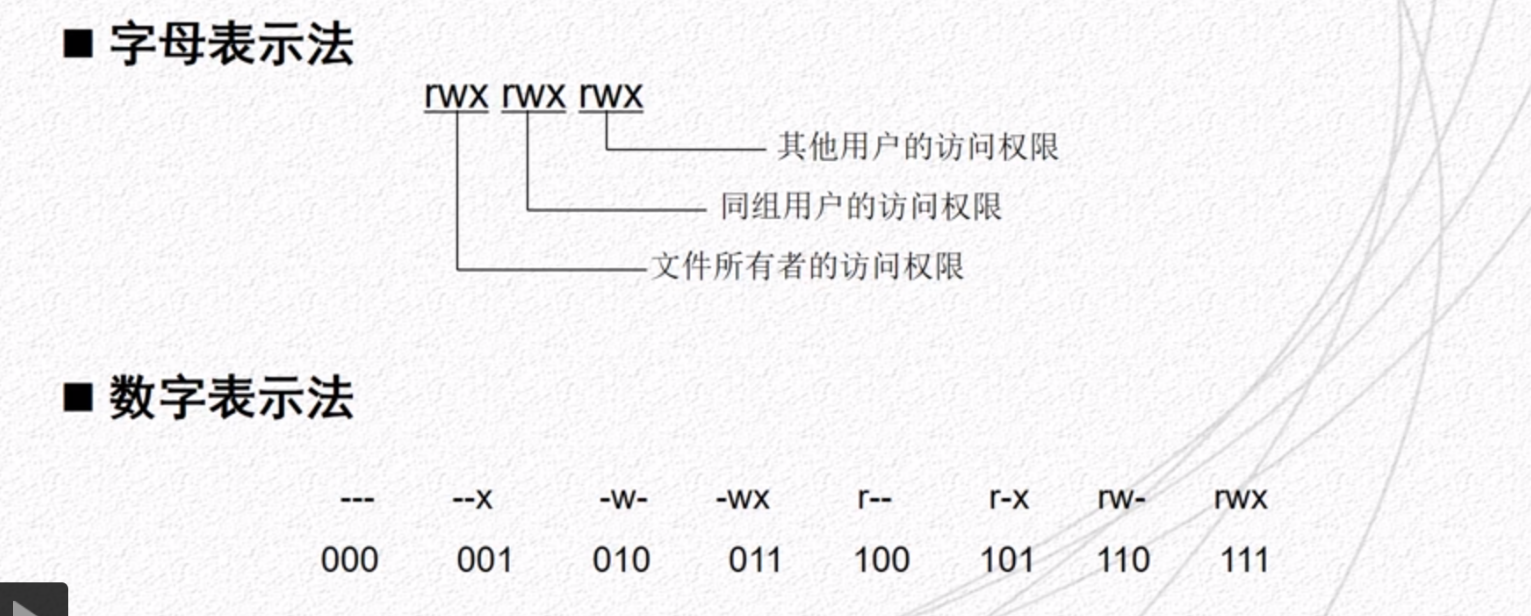 ■ 字母表示法
rwx rwx rwx
其他用户的访问权限
同组用户的访问权限
文件所有者的访问权限
■ 数字表示法
--- --x -w- -wx r-- r-x rw- rwx
000 001 010 011 100 101 110 111